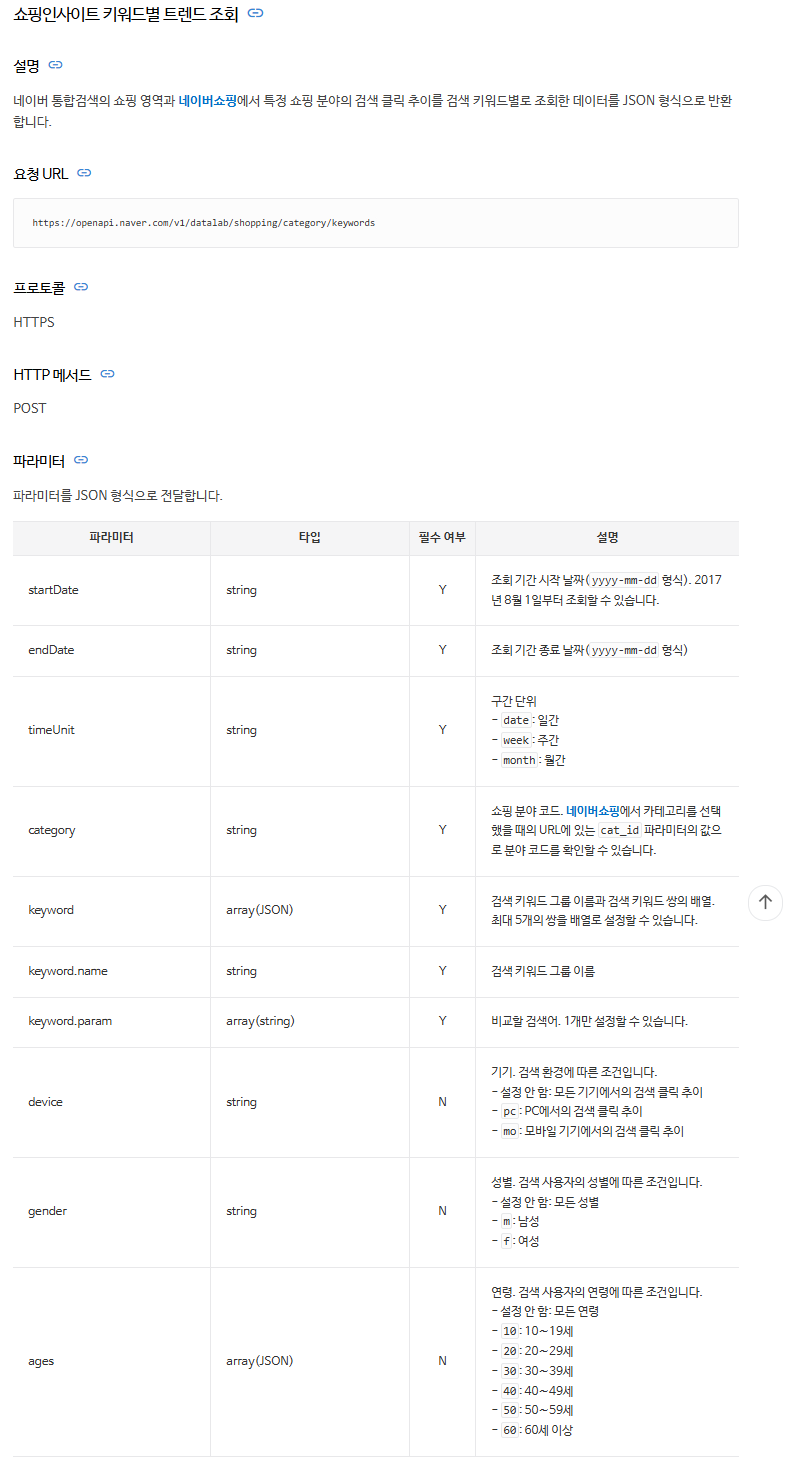 쇼핑인사이트 키워드별 트렌드 조회
설명
네이버 통합검색의 쇼핑 영역과 네이버쇼핑에서 특정 쇼핑 분야의 검색 클릭 추이를 검색 키워드별로 조회한 데이터를 JSON 형식으로 반환
합니다.
요청 URL
https://openapi.naver.com/v1/datalab/shopping/category/keywords
프로토콜
HTTPS
HTTP 메서드
POST
파라미터
파라미터를 JSON 형식으로 전달합니다.
파라미터 타입 필수 여부 설명
startDate string Y 조회 기간 시작 날짜(yyyy-mm-dd 형식). 2017
년 8월 1일부터 조회할 수 있습니다.
endDate string Y 조회 기간 종료 날짜(yyyy-mm-dd 형식)
timeUnit string Y 구간 단위
- date: 일간
- week: 주간
- month: 월간
category string Y 쇼핑 분야 코드. 네이버쇼핑에서 카테고리를 선택
했을 때의 URL에 있는 cat_id 파라미터의 값으
로 분야 코드를 확인할 수 있습니다.
keyword array(JSON) Y 검색 키워드 그룹 이름과 검색 키워드 쌍의 배열.
최대 5개의 쌍을 배열로 설정할 수 있습니다.
keyword.name string Y 검색 키워드 그룹 이름
keyword.param array(string) Y 비교할 검색어. 1개만 설정할 수 있습니다.
device string N 기기. 검색 환경에 따른 조건입니다.
- 설정 안 함: 모든 기기에서의 검색 클릭 추이
- pc: PC에서의 검색 클릭 추이
- mo: 모바일 기기에서의 검색 클릭 추이
gender string N 성별. 검색 사용자의 성별에 따른 조건입니다.
- 설정 안 함: 모든 성별
- m: 남성
- f: 여성
ages array(JSON) N 연령. 검색 사용자의 연령에 따른 조건입니다.
- 설정 안 함: 모든 연령
- 10: 10∼19세
- 20: 20∼29세
- 30: 30∼39세
- 40: 40∼49세
- 50: 50∼59세
- 60: 60세 이상